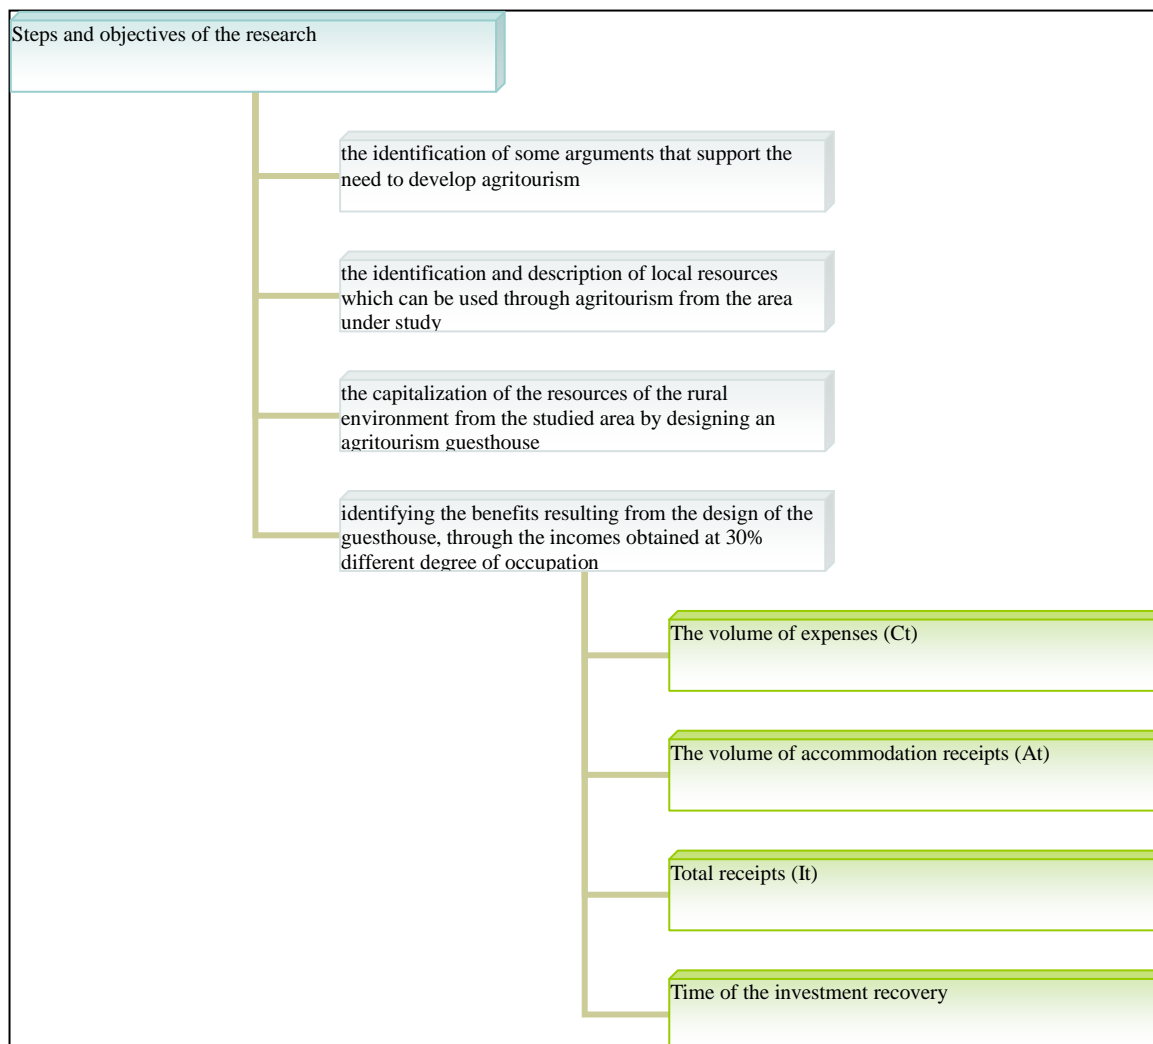 Steps and objectives of the research
the identification of some arguments that support the
need to develop agritourism
the identification and description of local resources
which can be used through agritourism from the area
under study
the capitalization of the resources of the rural
environment from the studied area by designing an
agritourism guesthouse
identifying the benefits resulting from the design of the
guesthouse, through the incomes obtained at 30%
different degree of occupation
The volume of expenses (Ct)
The volume of accommodation receipts (At)
Total receipts (It)
Time of the investment recovery